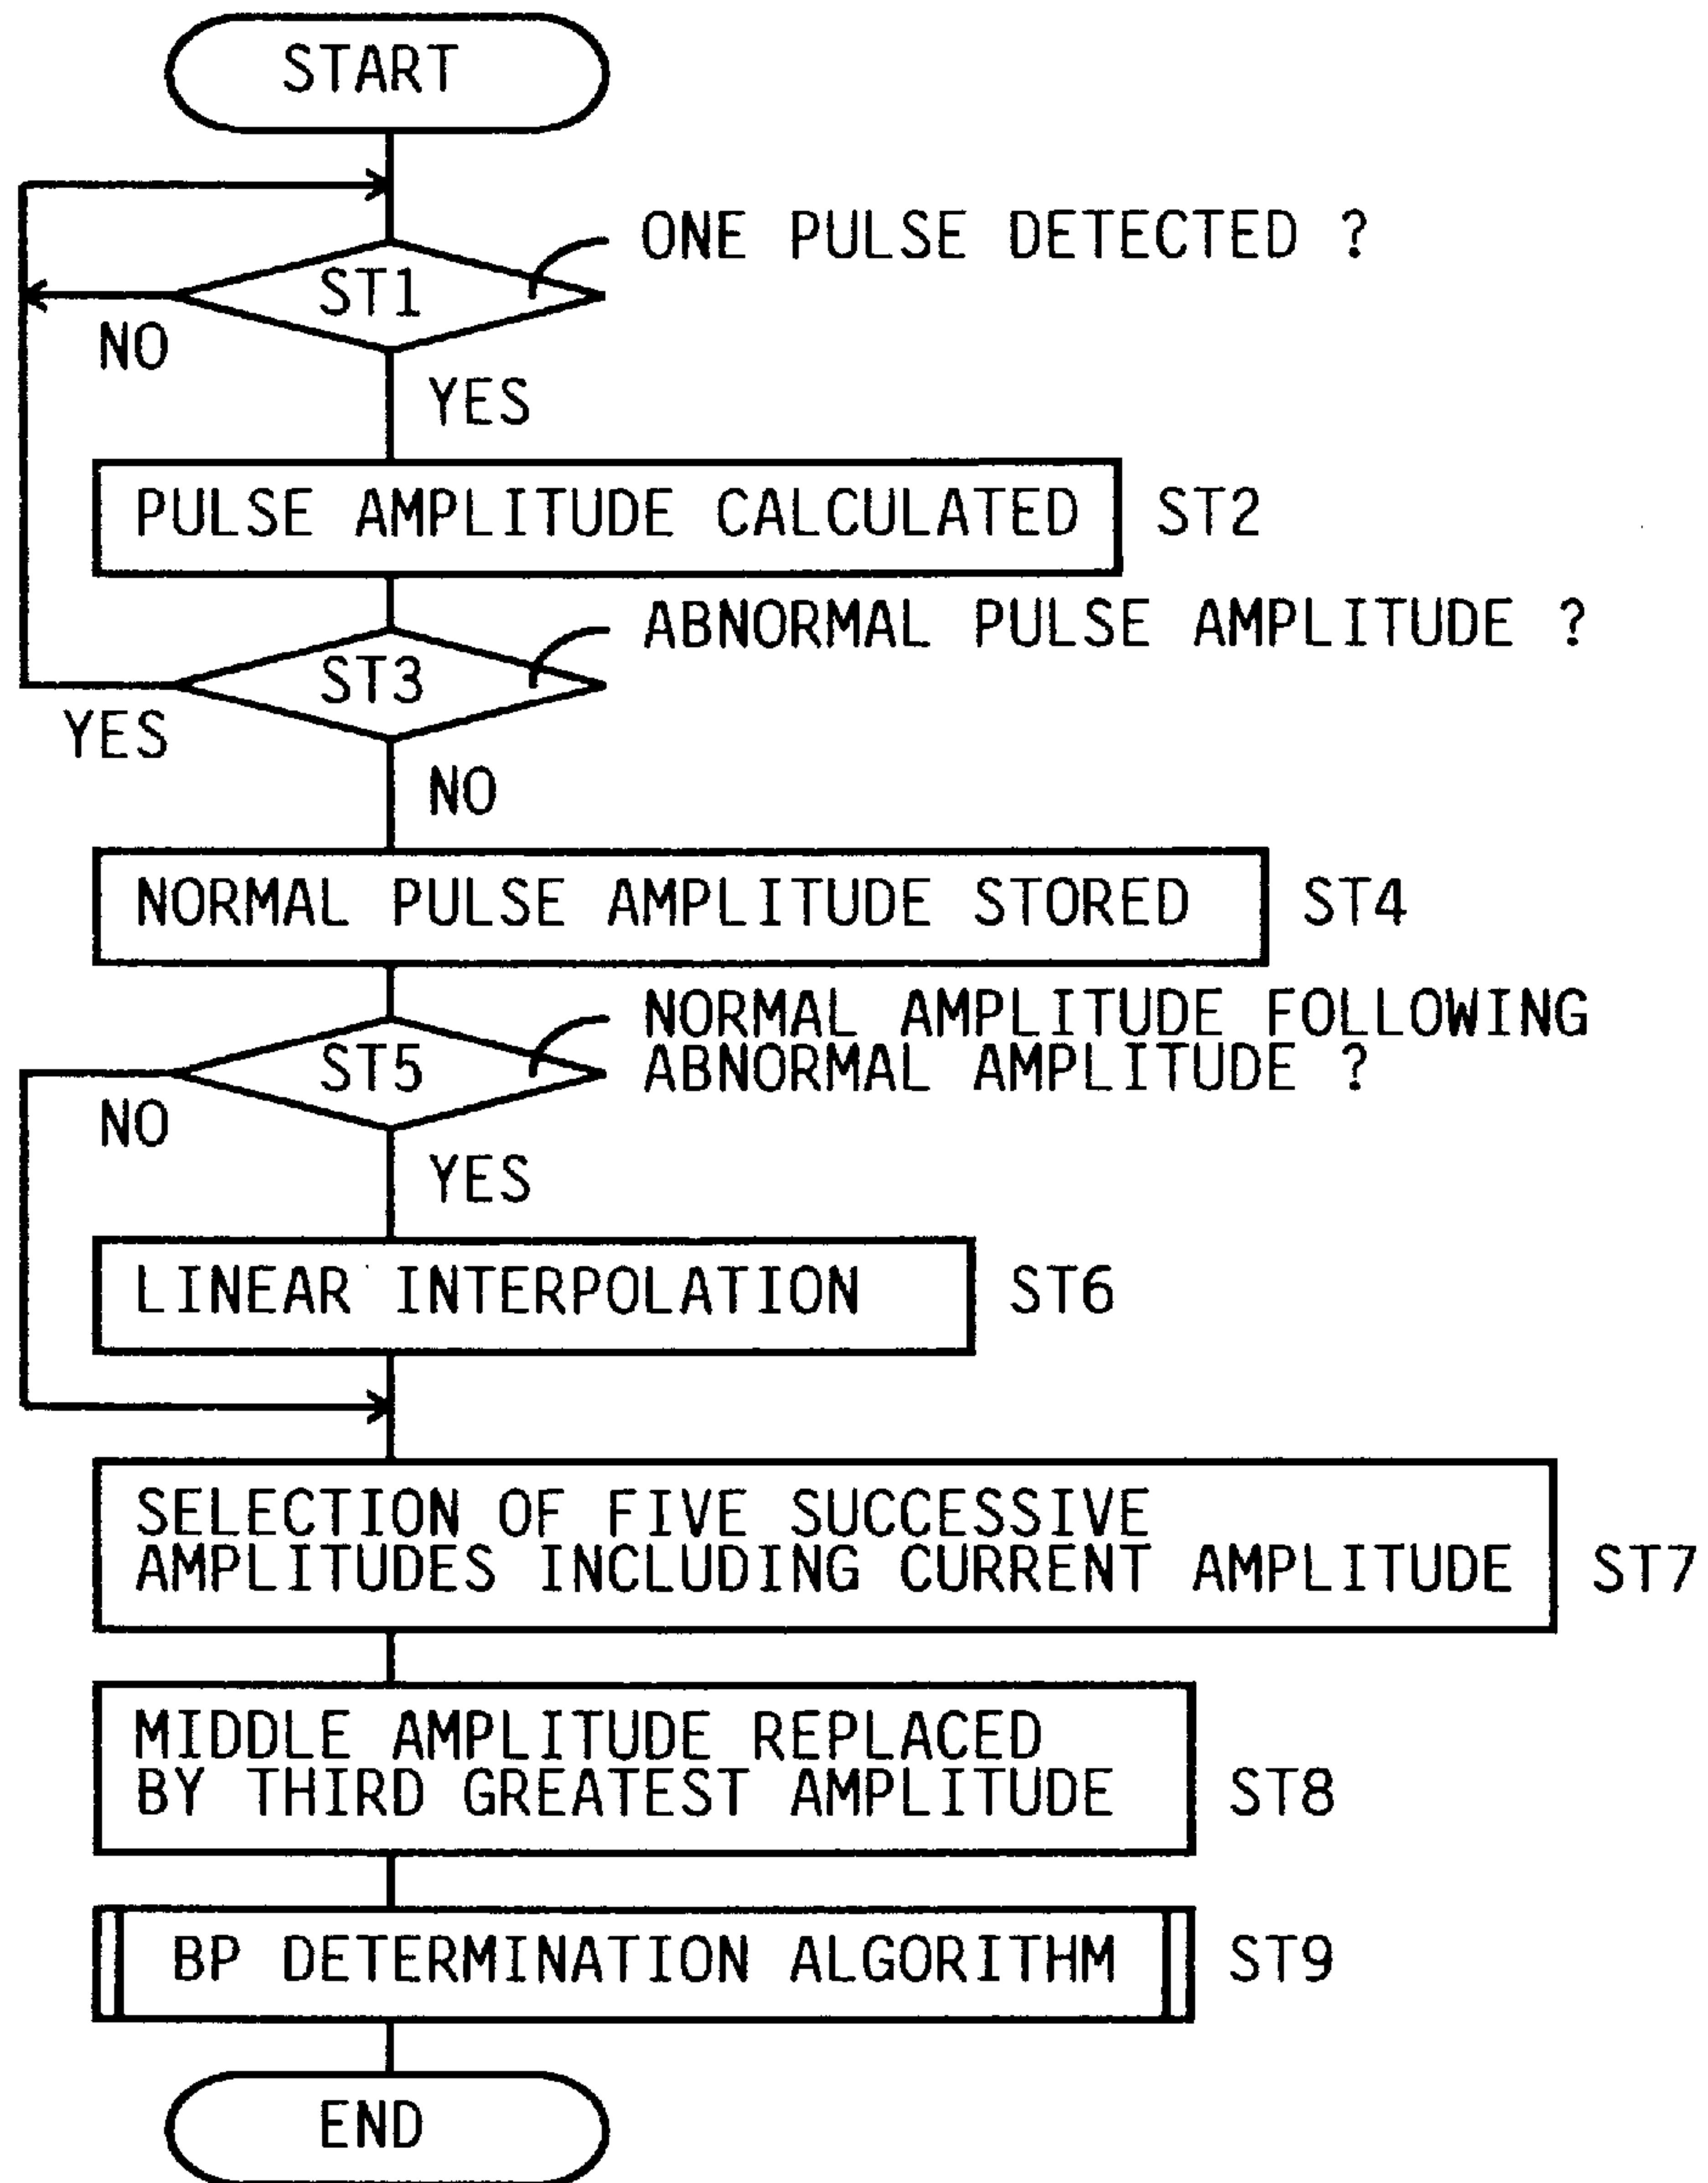 START
ONE PULSE DETECTED ?
ST1
NO
YES
PULSE AMPLITUDE CALCULATED
ST2
ABNORMAL PULSE AMPLITUDE ?
ST3
YES
NO
NORMAL PULSE AMPLITUDE STORED
ST4
NORMAL AMPLITUDE FOLLOWING
ABNORMAL AMPLITUDE ?
ST5
NO
YES
LINEAR INTERPOLATION
ST6
SELECTION OF FIVE SUCCESSIVE
AMPLITUDES INCLUDING CURRENT AMPLITUDE
ST7
MIDDLE AMPLITUDE REPLACED
BY THIRD GREATEST AMPLITUDE
ST8
BP DETERMINATION ALGORITHM
ST9
END